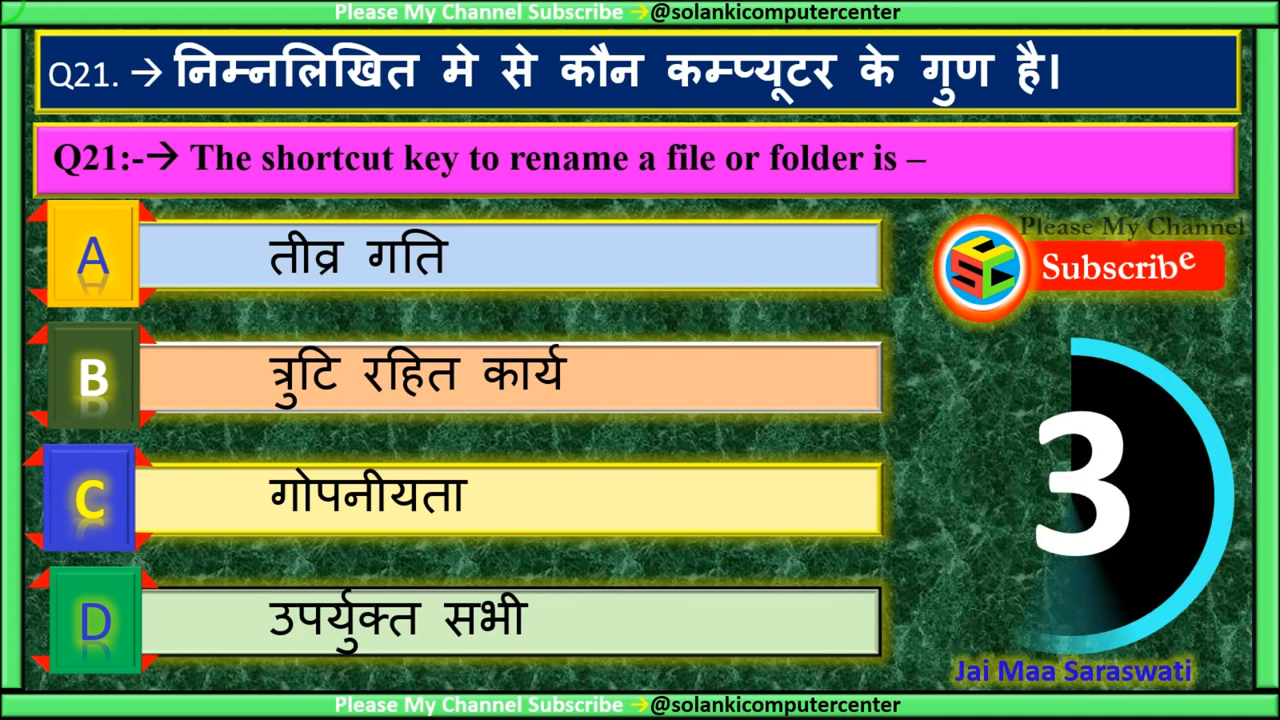 Please My Channel Subscribe →@solankicomputercenter
Q21. → निम्नलिखित मे से कौन कम्प्यूटर के गुण है।
Q21:-→ The shortcut key to rename a file or folder is –
A तीव्र गति
B त्रुटि रहित कार्य
C गोपनीयता
D उपर्युक्त सभी
Please My Channel
Subscribe
SCC
3
Jai Maa Saraswati
Please My Channel Subscribe →@solankicomputercenter